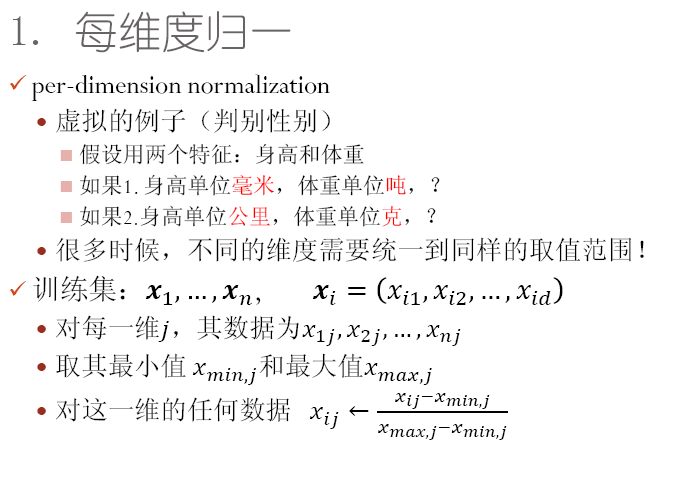 1. 每维度归一
✓ per-dimension normalization
• 虚拟的例子（判别性别）
■ 假设用两个特征：身高和体重
■ 如果1. 身高单位毫米，体重单位吨，？
■ 如果2.身高单位公里，体重单位克，？
• 很多时候，不同的维度需要统一到同样的取值范围！
✓ 训练集：$\boldsymbol{x}_1, \ldots, \boldsymbol{x}_n$， $\boldsymbol{x}_i = (x_{i1}, x_{i2}, \ldots, x_{id})$
• 对每一维$j$，其数据为$x_{1j}, x_{2j}, \ldots, x_{nj}$
• 取其最小值 $x_{min,j}$和最大值$x_{max,j}$
• 对这一维的任何数据 $x_{ij} \leftarrow \frac{x_{ij} - x_{min,j}}{x_{max,j} - x_{min,j}}$